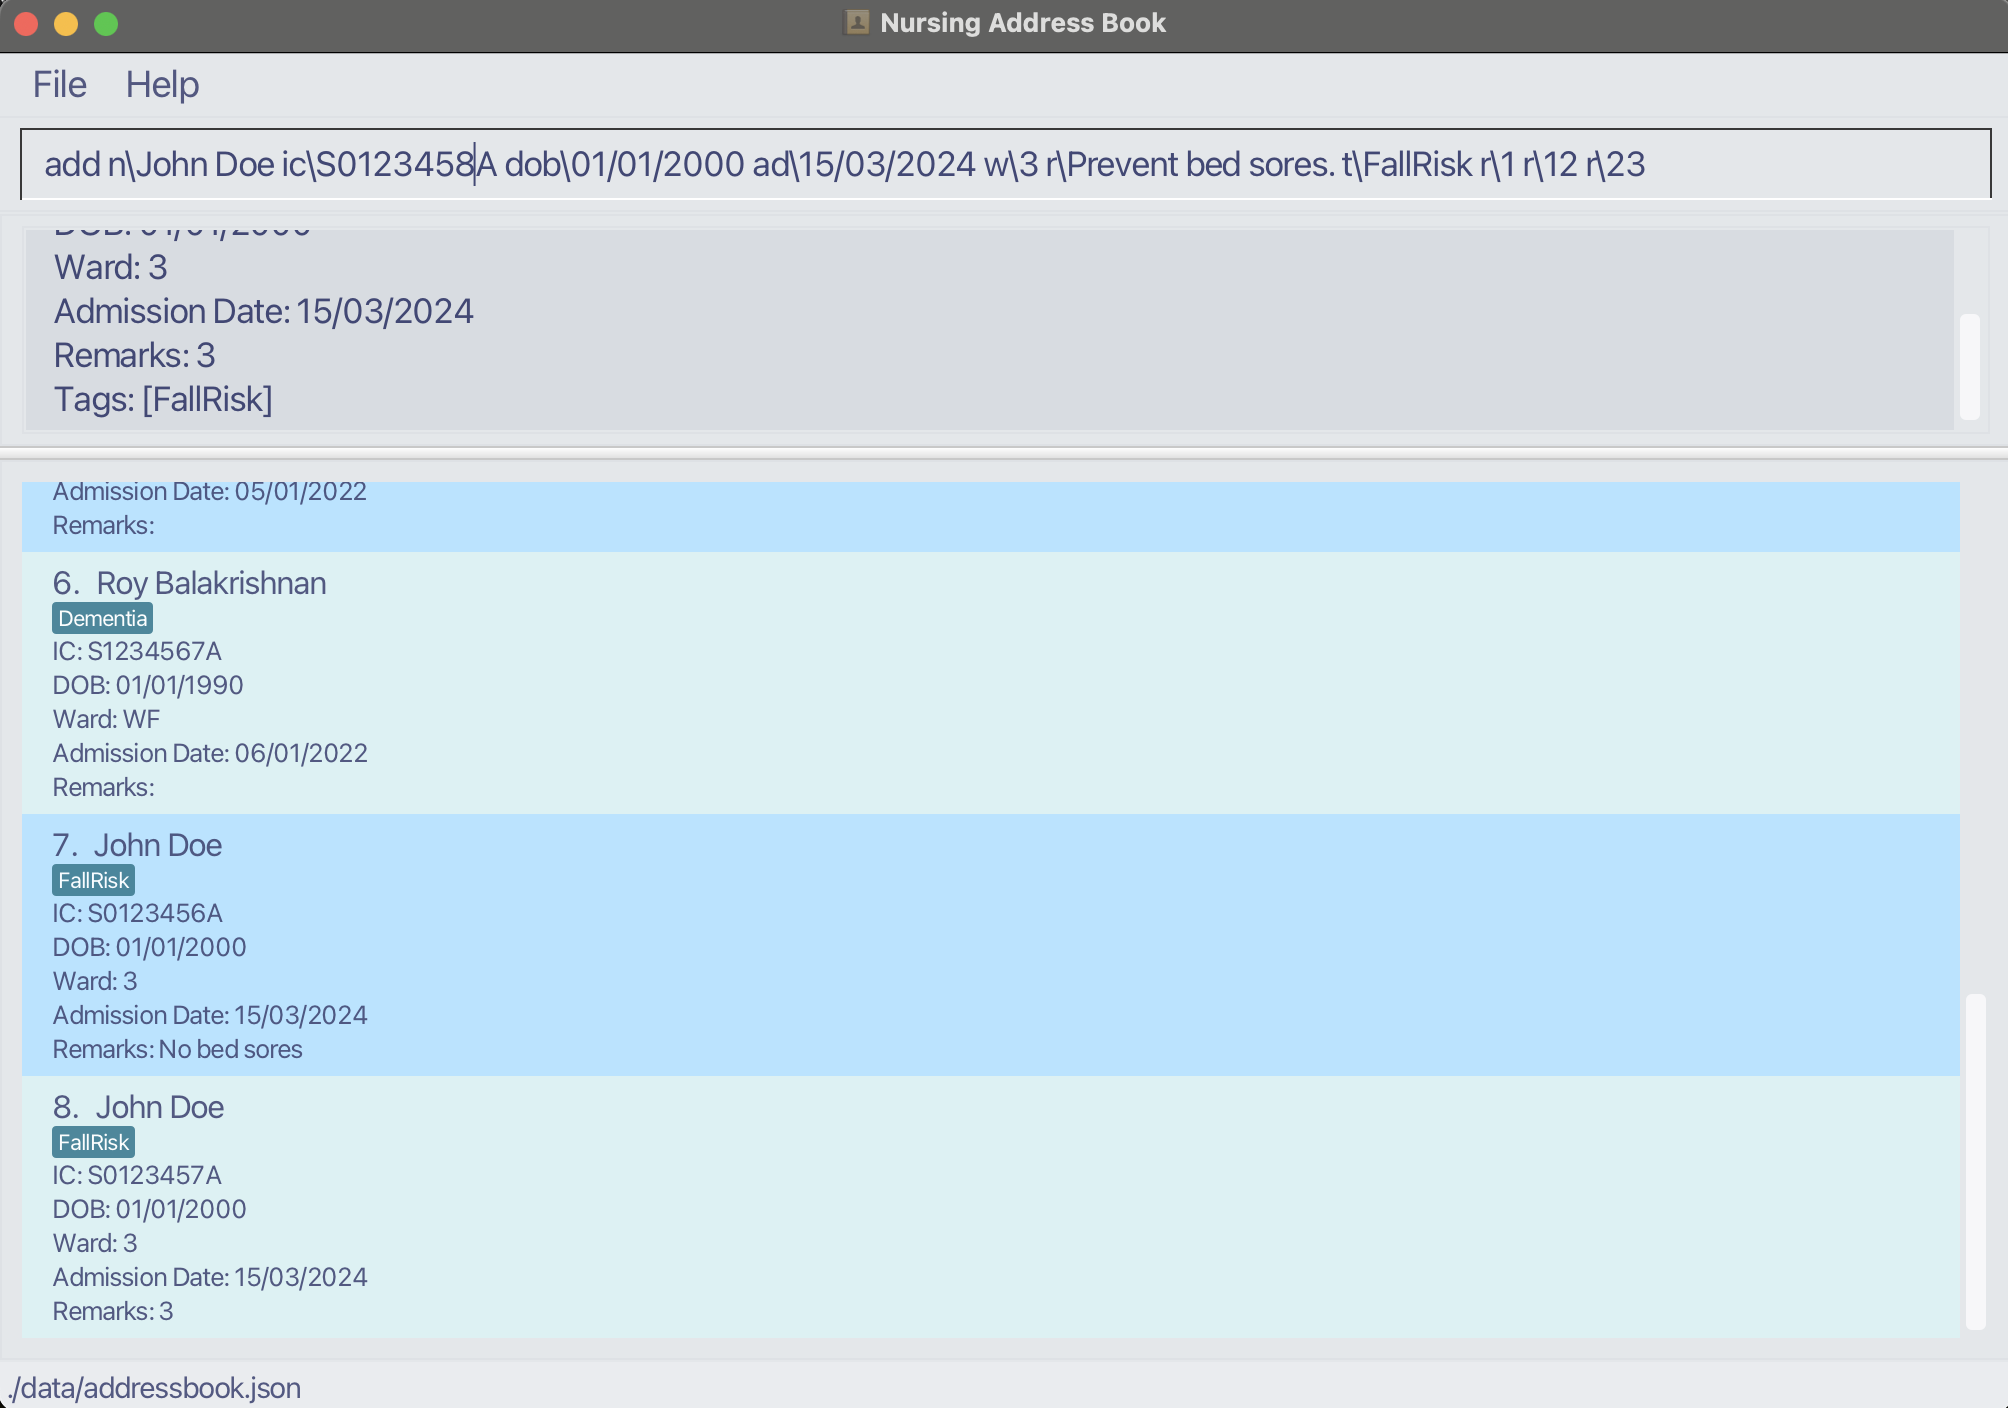 Nursing Address Book
File Help
add n\John Doe ic\S0123458A dob\01/01/2000 ad\15/03/2024 w\3 r\Prevent bed sores. t\FallRisk r\1 r\12 r\23
DOB: 01/01/2000
Ward: 3
Admission Date: 15/03/2024
Remarks: 3
Tags: [FallRisk]
Admission Date: 05/01/2022
Remarks:
6. Roy Balakrishnan
Dementia
IC: S1234567A
DOB: 01/01/1990
Ward: WF
Admission Date: 06/01/2022
Remarks:
7. John Doe
FallRisk
IC: S0123456A
DOB: 01/01/2000
Ward: 3
Admission Date: 15/03/2024
Remarks: No bed sores
8. John Doe
FallRisk
IC: S0123457A
DOB: 01/01/2000
Ward: 3
Admission Date: 15/03/2024
Remarks: 3
./data/addressbook.json